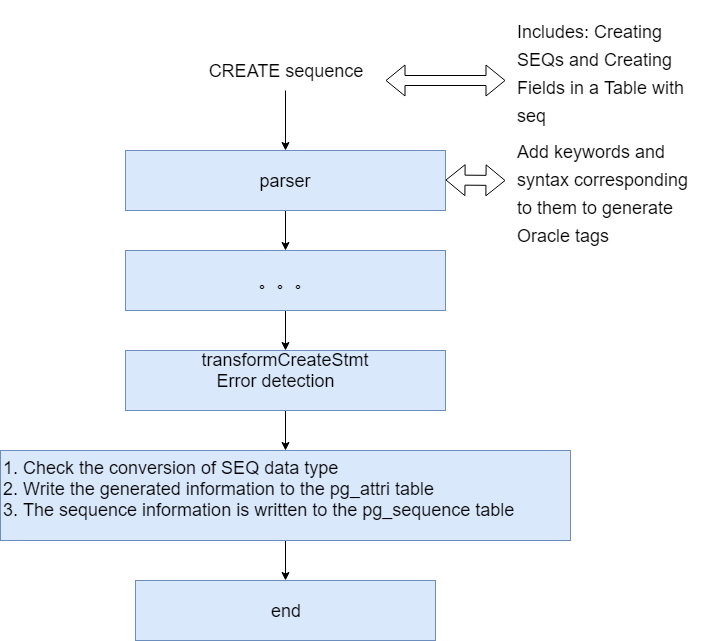 CREATE sequence
Includes: Creating
SEQs and Creating
Fields in a Table with
seq
parser
Add keywords and
syntax corresponding
to them to generate
Oracle tags
。。。
transformCreateStmt
Error detection
1. Check the conversion of SEQ data type
2. Write the generated information to the pg_attri table
3. The sequence information is written to the pg_sequence table
end